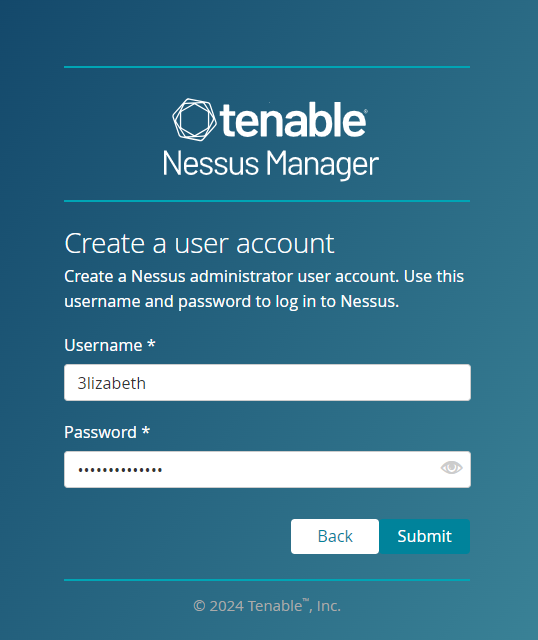 tenable®
Nessus Manager
Create a user account
Create a Nessus administrator user account. Use this
username and password to log in to Nessus.
Username *
3lizabeth
Password *
••••••••••••••
Back
Submit
© 2024 Tenable™, Inc.